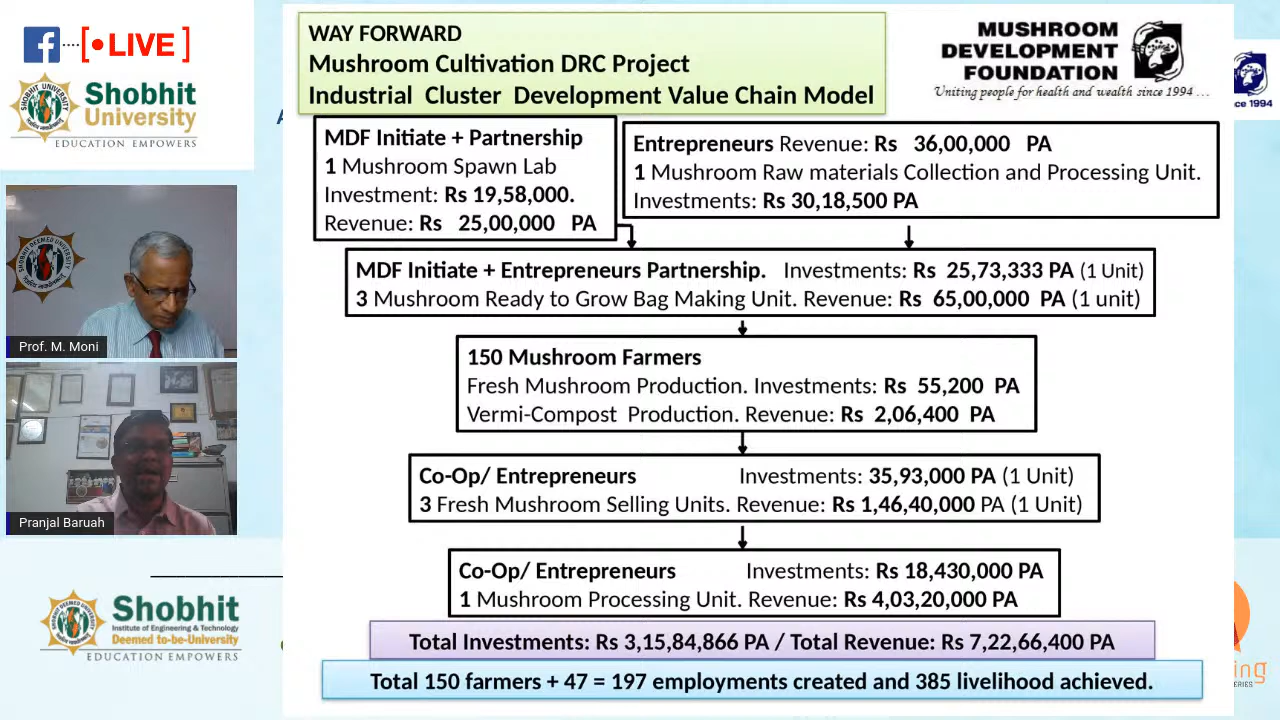 f
[•LIVE]
Shobhit
University
EDUCATION EMPOWERS
WAY FORWARD
Mushroom Cultivation DRC Project
Industrial Cluster Development Value Chain Model
MUSHROOM
DEVELOPMENT
FOUNDATION
Uniting people for health and wealth since 1994 ...
ce 1994 ...
MDF Initiate + Partnership
1 Mushroom Spawn Lab
Investment: Rs 19,58,000.
Revenue: Rs 25,00,000 PA
Entrepreneurs Revenue: Rs 36,00,000 PA
1 Mushroom Raw materials Collection and Processing Unit.
Investments: Rs 30,18,500 PA
MDF Initiate + Entrepreneurs Partnership. Investments: Rs 25,73,333 PA (1 Unit)
3 Mushroom Ready to Grow Bag Making Unit. Revenue: Rs 65,00,000 PA (1 unit)
150 Mushroom Farmers
Fresh Mushroom Production. Investments: Rs 55,200 PA
Vermi-Compost Production. Revenue: Rs 2,06,400 PA
Co-Op/ Entrepreneurs Investments: 35,93,000 PA (1 Unit)
3 Fresh Mushroom Selling Units. Revenue: Rs 1,46,40,000 PA (1 Unit)
Co-Op/ Entrepreneurs Investments: Rs 18,430,000 PA
1 Mushroom Processing Unit. Revenue: Rs 4,03,20,000 PA
Total Investments: Rs 3,15,84,866 PA / Total Revenue: Rs 7,22,66,400 PA
Total 150 farmers + 47 = 197 employments created and 385 livelihood achieved.
Prof. M. Moni
Pranjal Baruah
Shobhit
Institute of Engineering & Technology
Deemed to-be-University
EDUCATION EMPOWERS
ing
ERIES